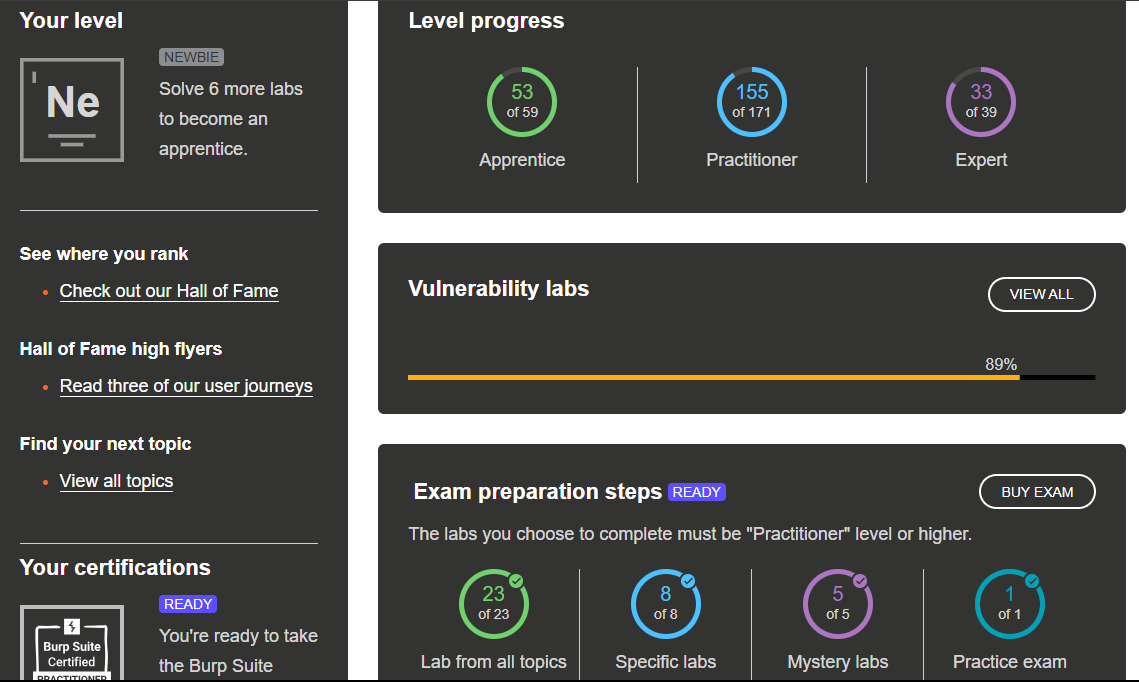 Your level
NEWBIE
Ne
Solve 6 more labs
to become an
apprentice.
See where you rank
Check out our Hall of Fame
Hall of Fame high flyers
Read three of our user journeys
Find your next topic
View all topics
Your certifications
READY
Burp Suite
Certified
PRACTITIONER
You're ready to take
the Burp Suite
Level progress
53
of 59
Apprentice
155
of 171
Practitioner
33
of 39
Expert
Vulnerability labs
VIEW ALL
89%
Exam preparation steps READY
BUY EXAM
The labs you choose to complete must be "Practitioner" level or higher.
23
of 23
Lab from all topics
8
of 8
Specific labs
5
of 5
Mystery labs
1
of 1
Practice exam